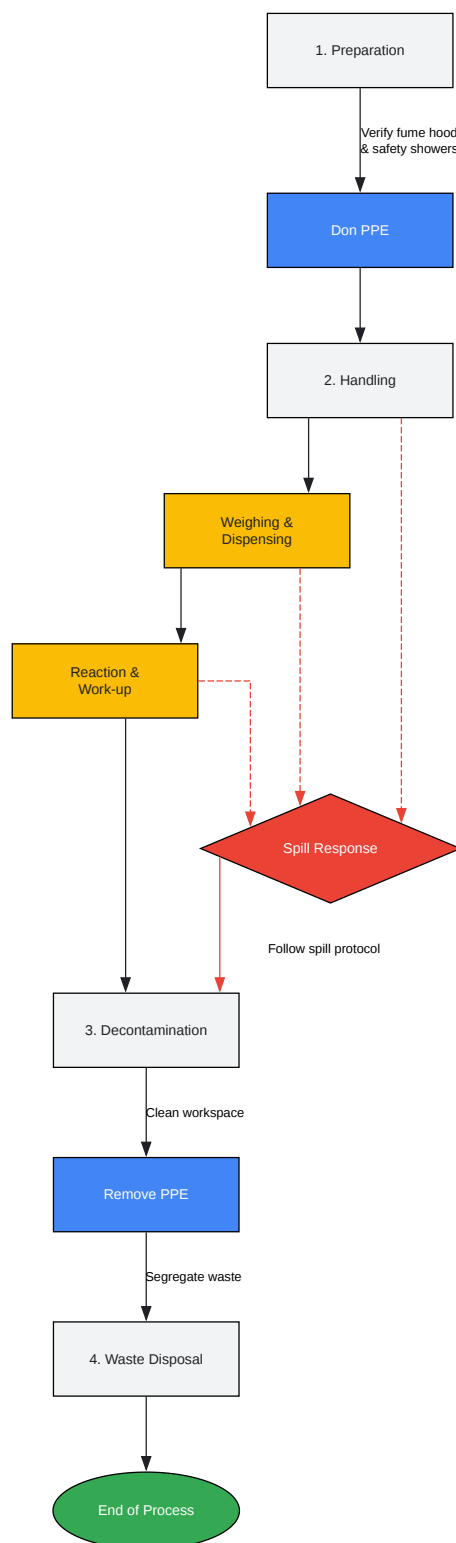 1. Preparation
Verify fume hood
& safety showers
Don PPE
2. Handling
Weighing &
Dispensing
Reaction &
Work-up
Spill Response
Follow spill protocol
3. Decontamination
Clean workspace
Remove PPE
Segregate waste
4. Waste Disposal
End of Process